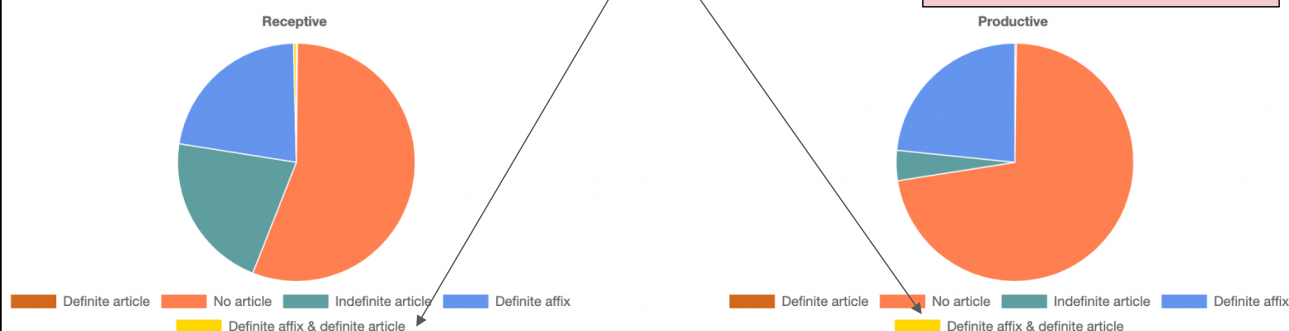 Receptive
Definite article No article Indefinite article Definite affix
Definite affix & definite article
Productive
Definite article No article Indefinite article Definite affix
Definite affix & definite article